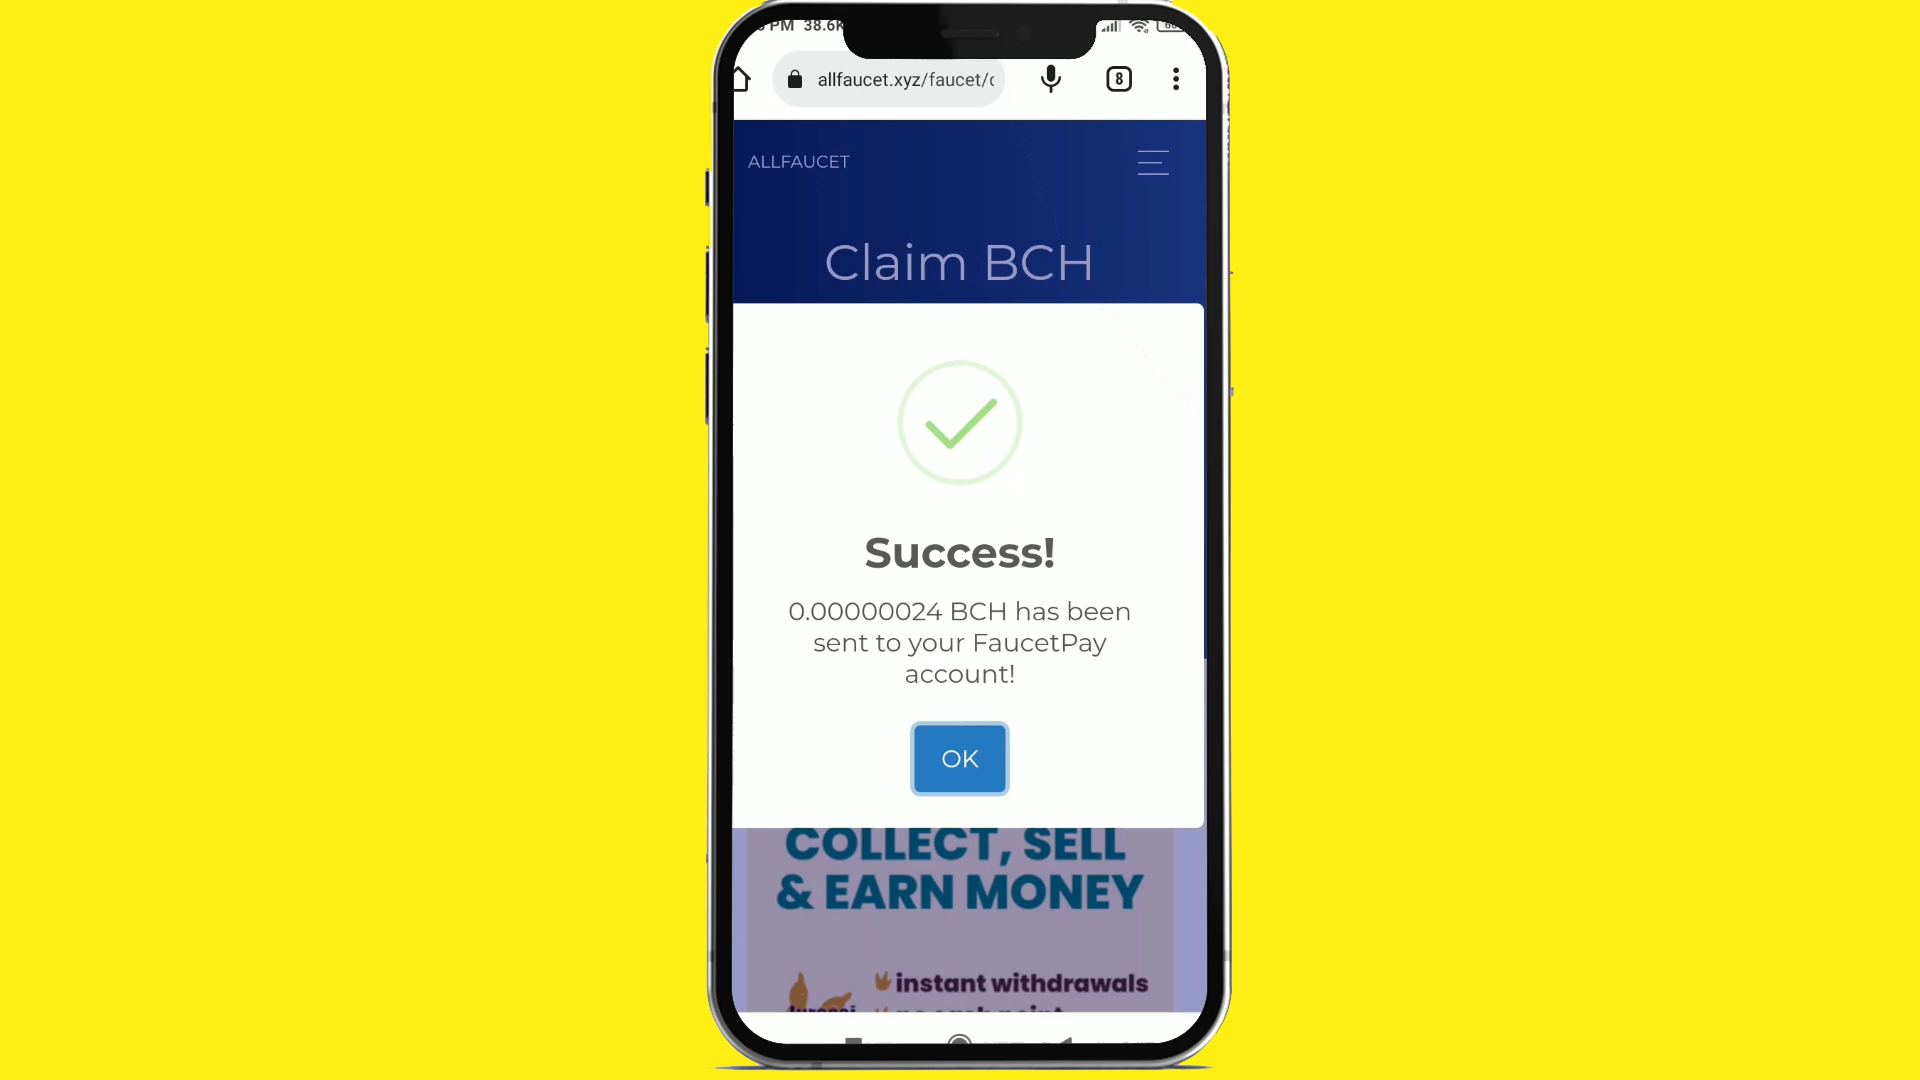 PM 38.6K
allfaucet.xyz/faucet/
8
ALLFAUCET
Claim BCH
Success!
0.00000024 BCH has been
sent to your FaucetPay
account!
OK
COLLECT, SELL
& EARN MONEY
instant withdrawals